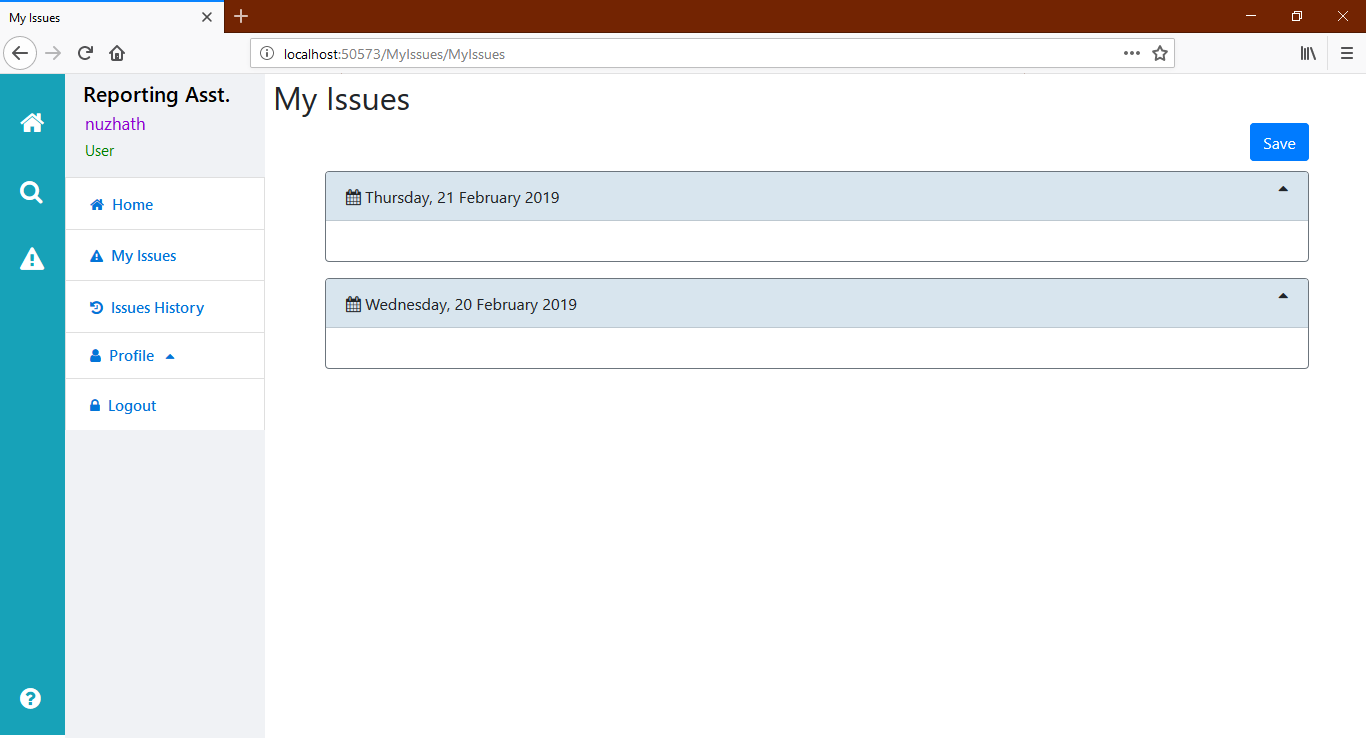 My Issues
localhost:50573/MyIssues/MyIssues
Reporting Asst.
nuzhath
User
Home
My Issues
Issues History
Profile
Logout
My Issues
Save
Thursday, 21 February 2019
Wednesday, 20 February 2019